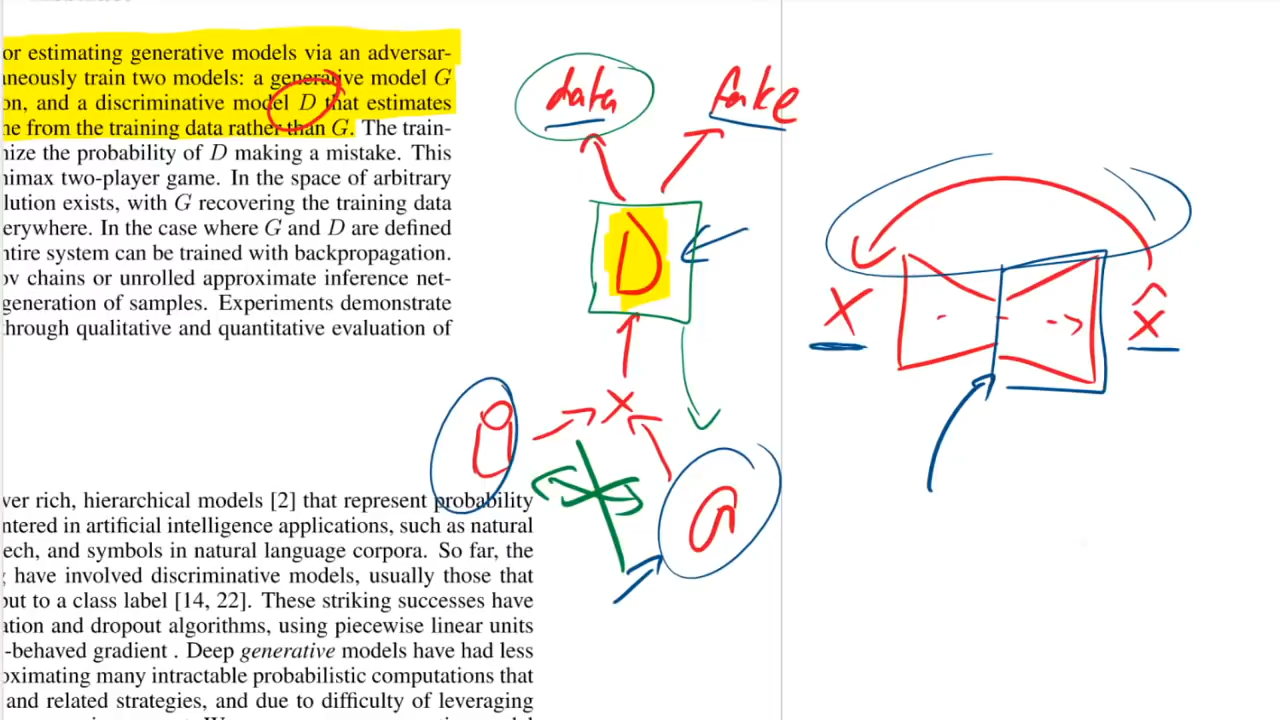 or estimating generative models via an adversar-
neously train two models: a generative model G
on, and a discriminative model D that estimates
ne from the training data rather than G. The train-
nize the probability of D making a mistake. This
nimax two-player game. In the space of arbitrary
lution exists, with G recovering the training data
erywhere. In the case where G and D are defined
ntire system can be trained with backpropagation.
ov chains or unrolled approximate inference net-
generation of samples. Experiments demonstrate
through qualitative and quantitative evaluation of
ver rich, hierarchical models [2] that represent probability
ntered in artificial intelligence applications, such as natural
ech, and symbols in natural language corpora. So far, the
have involved discriminative models, usually those that
put to a class label [14, 22]. These striking successes have
ation and dropout algorithms, using piecewise linear units
-behaved gradient . Deep generative models have had less
oximating many intractable probabilistic computations that
and related strategies, and due to difficulty of leveraging
data fake
D
x
G
X
x̂